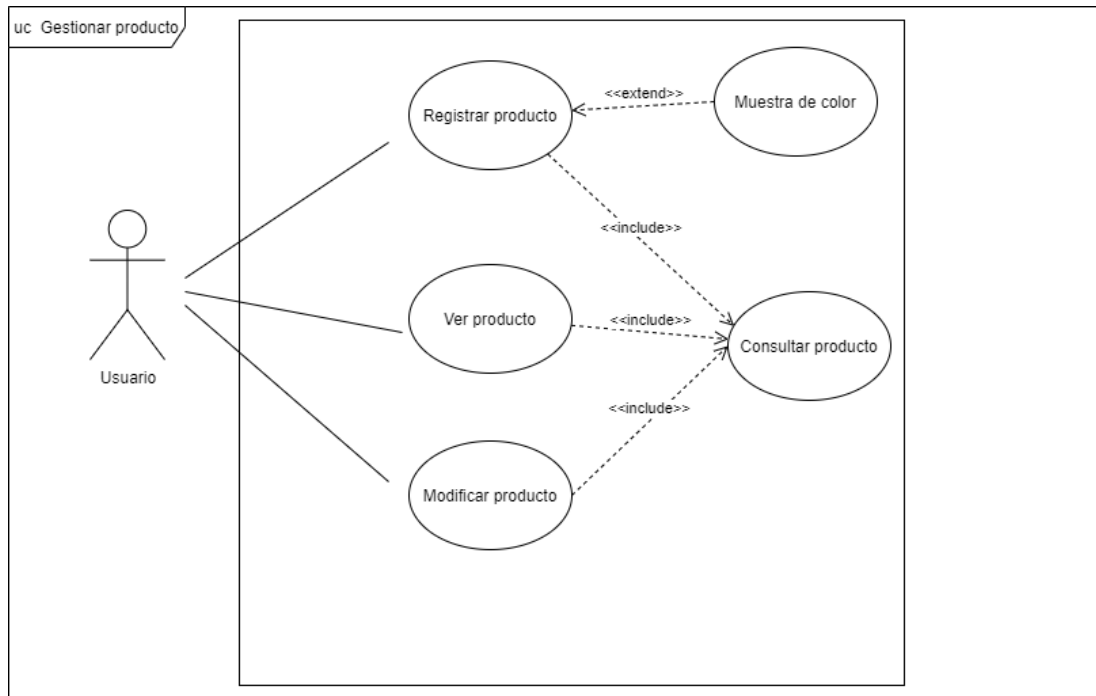 uc Gestionar producto
Registrar producto
<<extend>>
Muestra de color
<<include>>
Ver producto
<<include>>
Consultar producto
Usuario
<<include>>
Modificar producto